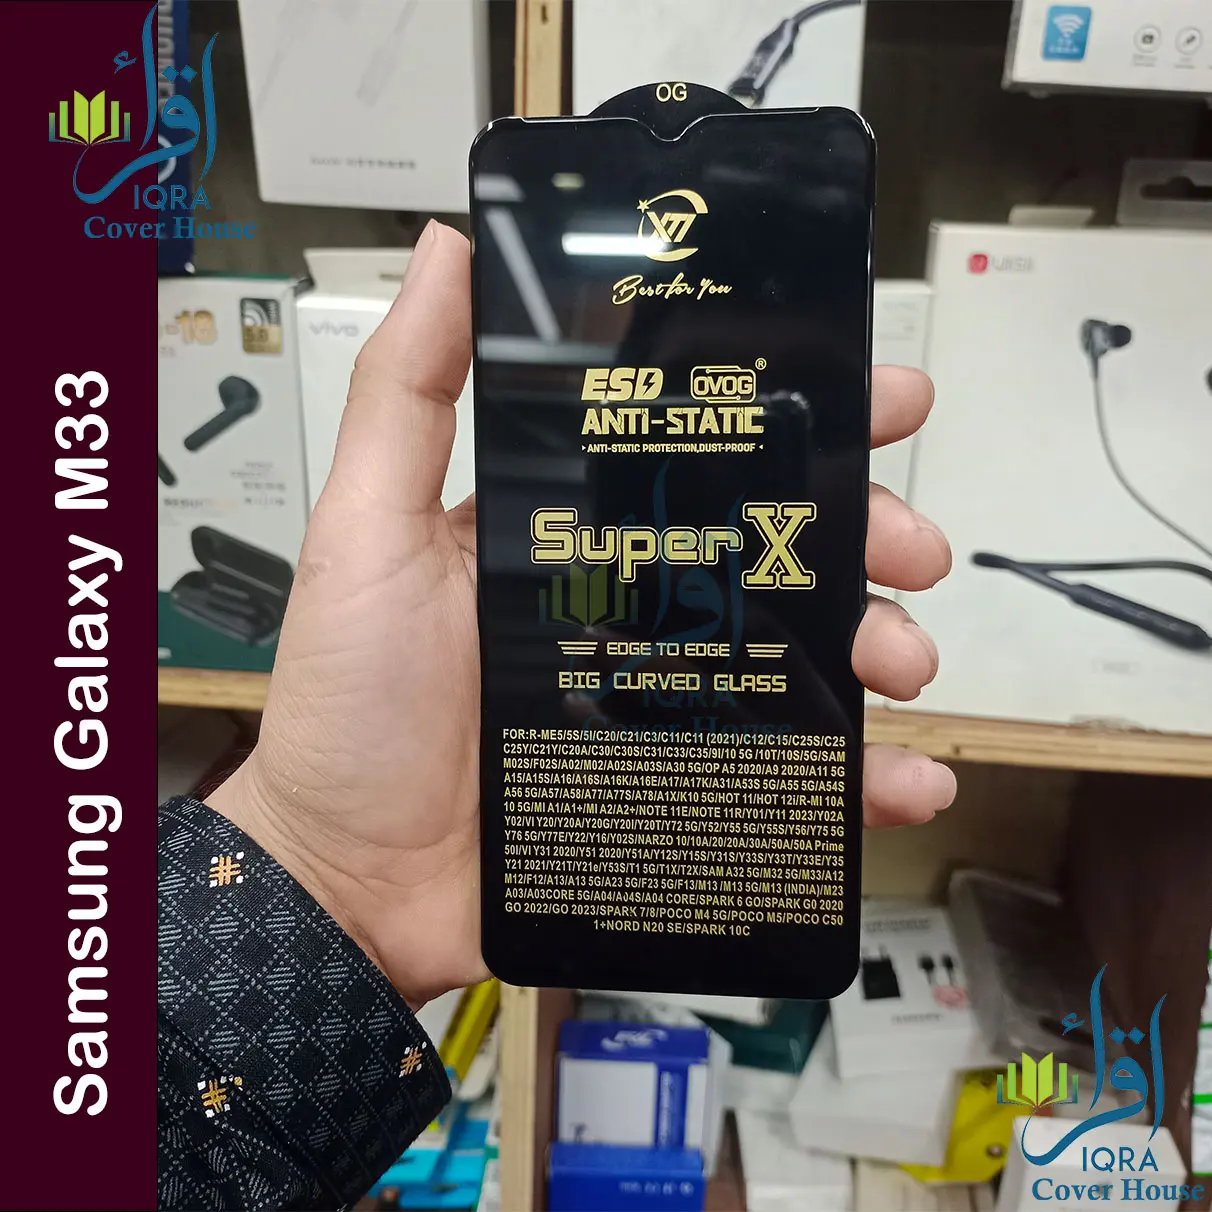 اقرأ
IQRA
Cover House
Samsung Galaxy M33
OG
Best for You
ESD OVOG®
ANTI-STATIC
ANTI-STATIC PROTECTION,DUST-PROOF
Super X
EDGE TO EDGE
BIG CURVED GLASS
اقرأ
IQRA
Cover House
FOR:R-ME5/5S/5I/C20/C21/C3/C11/C11 (2021)/C12/C15/C25S/C25
C25Y/C21Y/C20A/C30/C30S/C31/C33/C35/9I/10 5G /10T/10S/5G/SAM
M02S/F02S/A02/M02/A02S/A03S/A30 5G/OP A5 2020/A9 2020/A11 5G
A15/A15S/A16/A16S/A16K/A16E/A17/A17K/A31/A53S 5G/A55 5G/A54S
A56 5G/A57/A58/A77/A77S/A78/A1X/K10 5G/HOT 11/HOT 12i/R-MI 10A
10 5G/MI A1/A1+/MI A2/A2+/NOTE 11E/NOTE 11R/Y01/Y11 2023/Y02A
Y02/VI Y20/Y20A/Y20G/Y20I/Y20T/Y72 5G/Y52/Y55 5G/Y55S/Y56/Y75 5G
Y76 5G/Y77E/Y22/Y16/Y02S/NARZO 10/10A/20/20A/30A/50A/50A Prime
50I/VI Y31 2020/Y51 2020/Y51A/Y12S/Y15S/Y31S/Y33S/Y33T/Y33E/Y35
Y21 2021/Y21T/Y21e/Y53S/T1 5G/T1X/T2X/SAM A32 5G/M32 5G/M33/A12
M12/F12/A13/A13 5G/A23 5G/F23 5G/F13/M13 /M13 5G/M13 (INDIA)/M23
A03/A03CORE 5G/A04/A04S/A04 CORE/SPARK 6 GO/SPARK G0 2020
GO 2022/GO 2023/SPARK 7/8/POCO M4 5G/POCO M5/POCO C50
1+NORD N20 SE/SPARK 10C
vivo
5.0
اقرأ
IQRA
Cover House